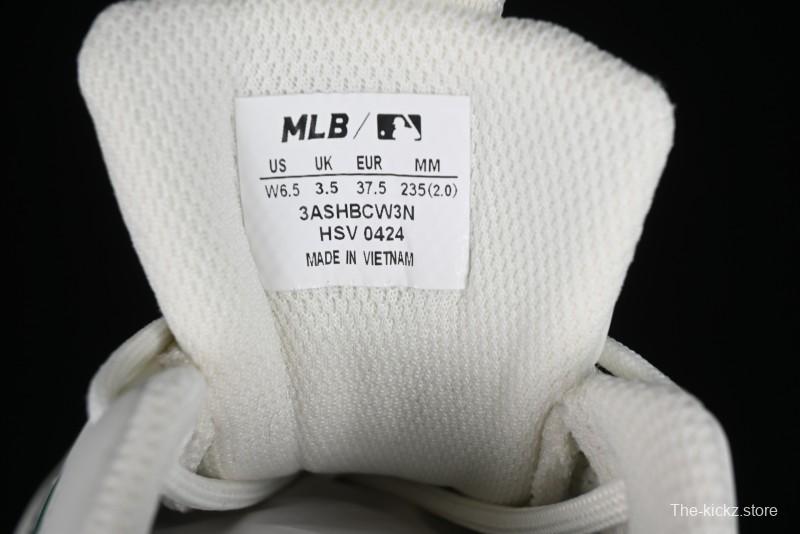 MLB /
US UK EUR MM
W6.5 3.5 37.5 235(2.0)
3ASHBCW3N
HSV 0424
MADE IN VIETNAM
The-kickz.store